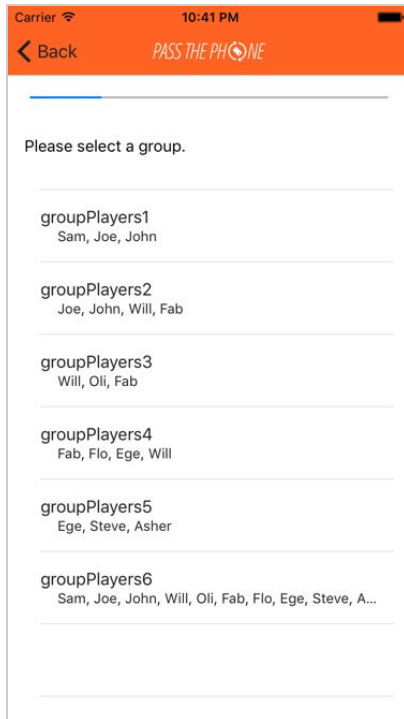 Carrier 10:41 PM
Back PASS THE PHONE
Please select a group.
groupPlayers1
Sam, Joe, John
groupPlayers2
Joe, John, Will, Fab
groupPlayers3
Will, Oli, Fab
groupPlayers4
Fab, Flo, Ege, Will
groupPlayers5
Ege, Steve, Asher
groupPlayers6
Sam, Joe, John, Will, Oli, Fab, Flo, Ege, Steve, A...